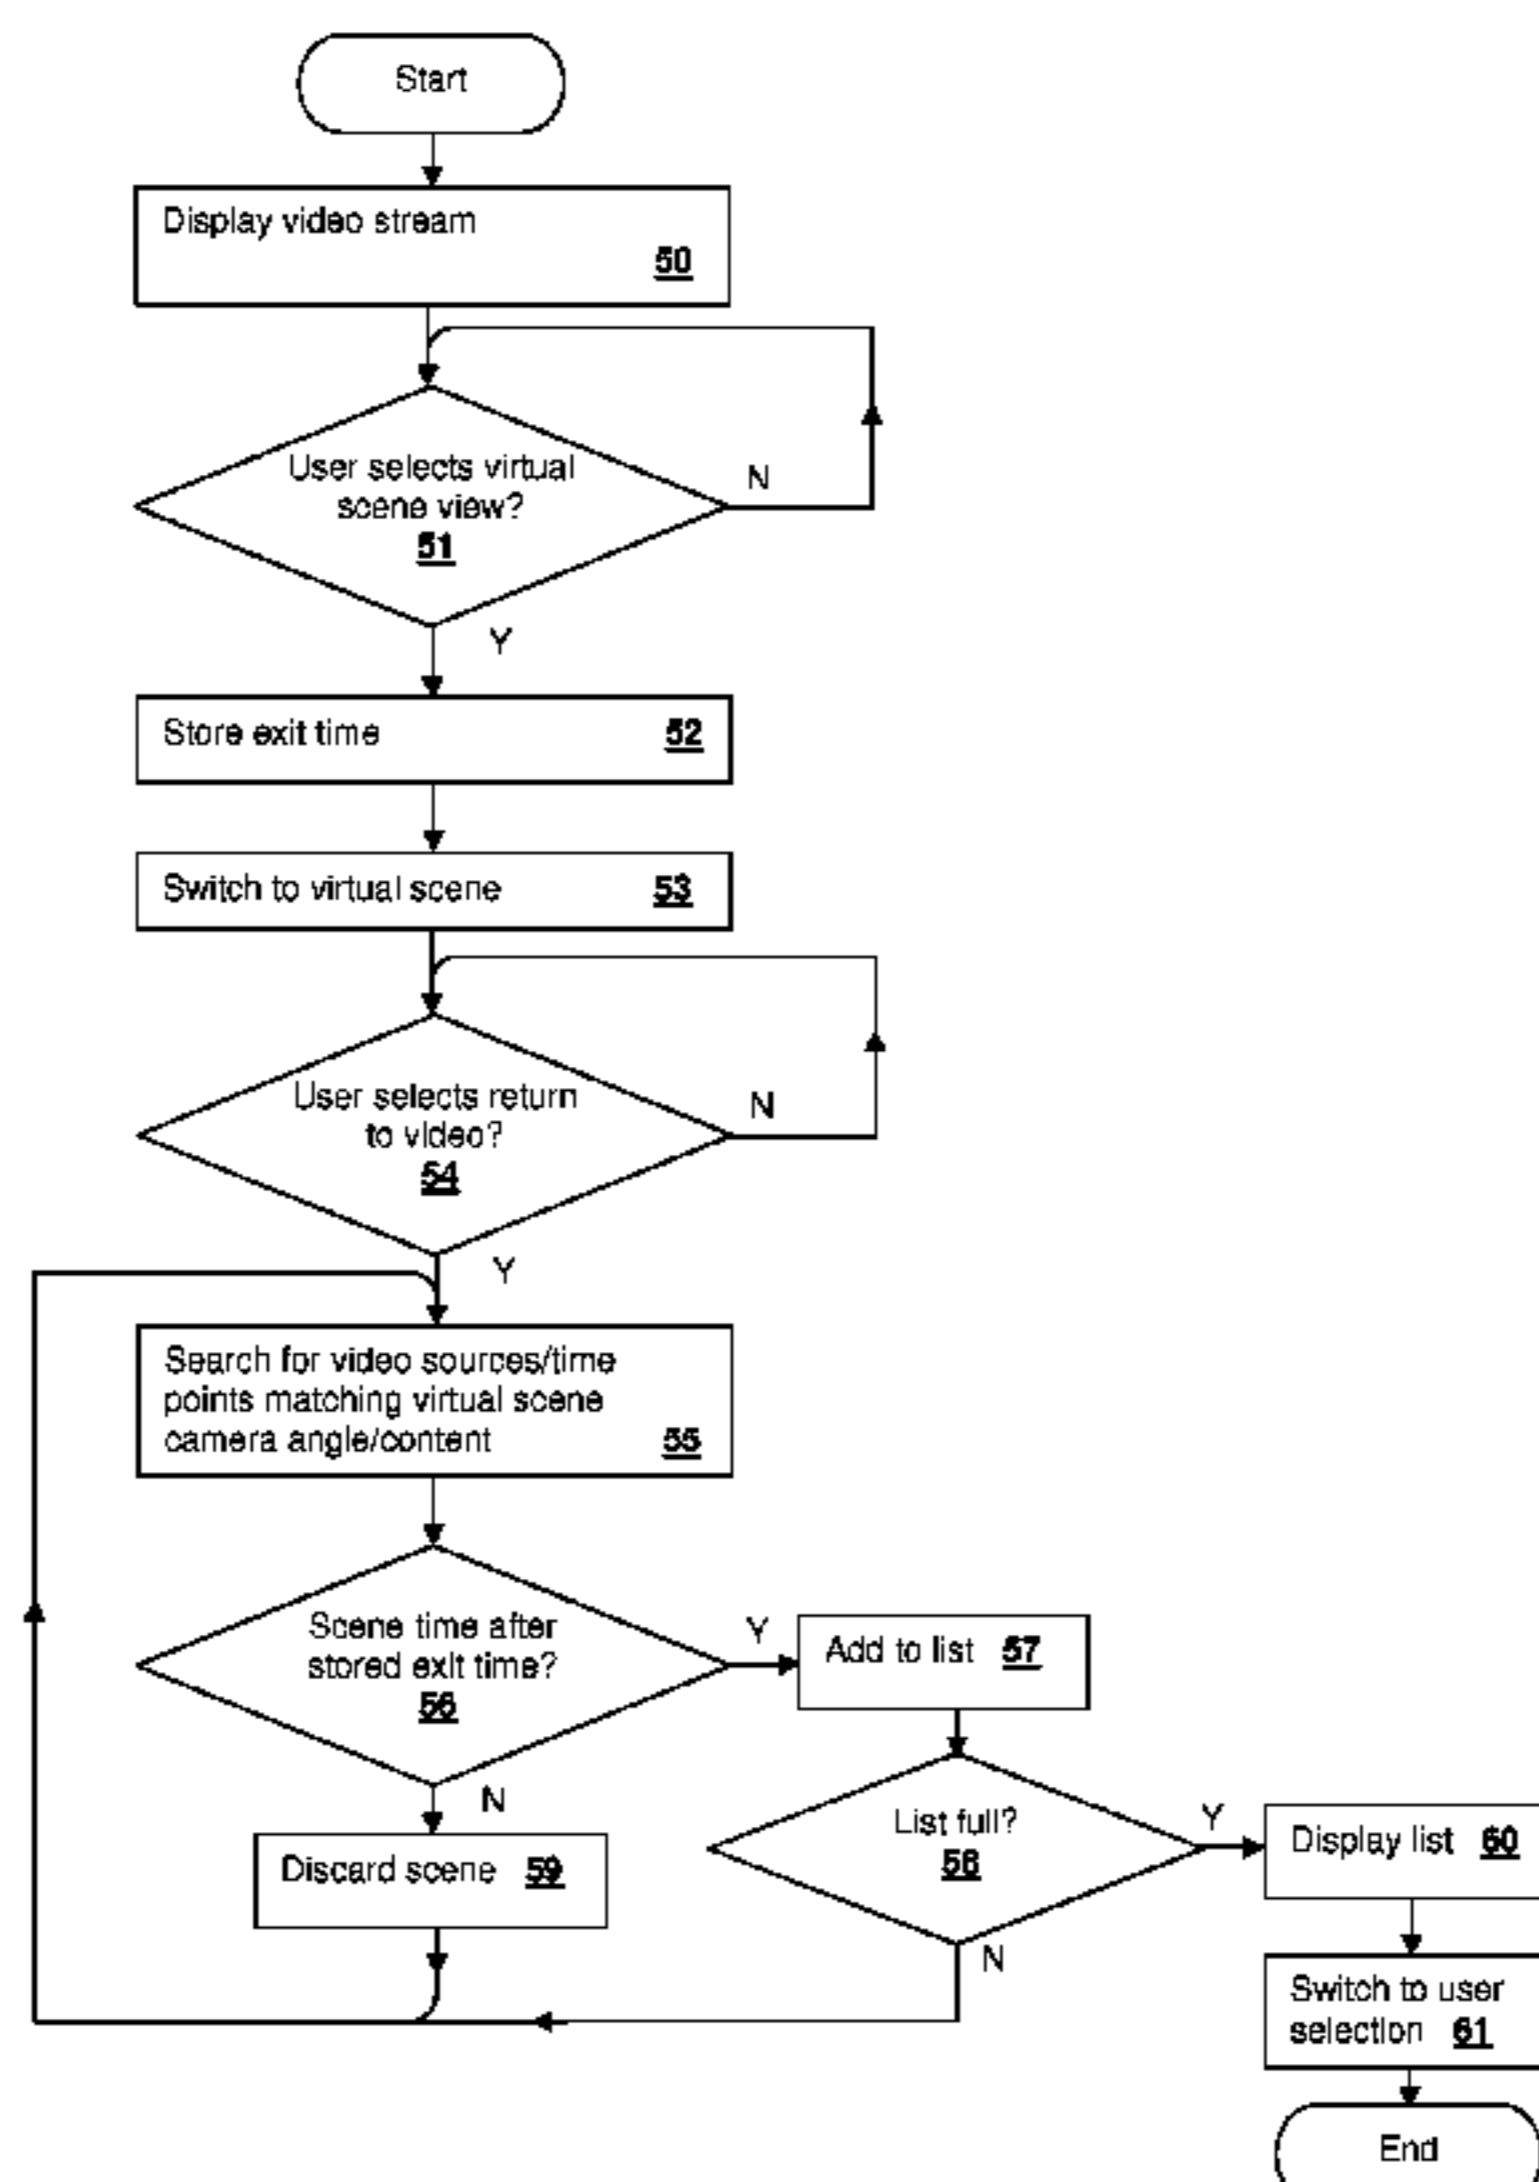 Start
Display video stream
50
User selects virtual
scene view?
51
N
Y
Store exit time 52
Switch to virtual scene 53
User selects return
to video?
54
N
Y
Search for video sources/time
points matching virtual scene
camera angle/content 55
Scene time after
stored exit time?
56
Y
Add to list 57
N
List full?
58
Y
Display list 60
Discard scene 59
N
Switch to user
selection 61
End